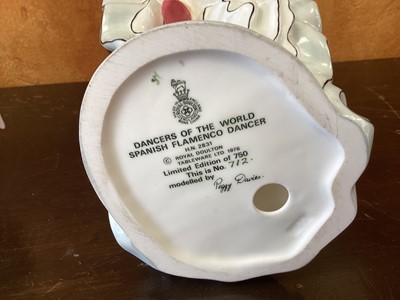 DANCERS OF THE WORLD
SPANISH FLAMENCO DANCER
H.N. 2831
© ROYAL DOULTON
TABLEWARE LTD 1976
Limited Edition of 750
This is No. 712.
modelled by Peggy Davies